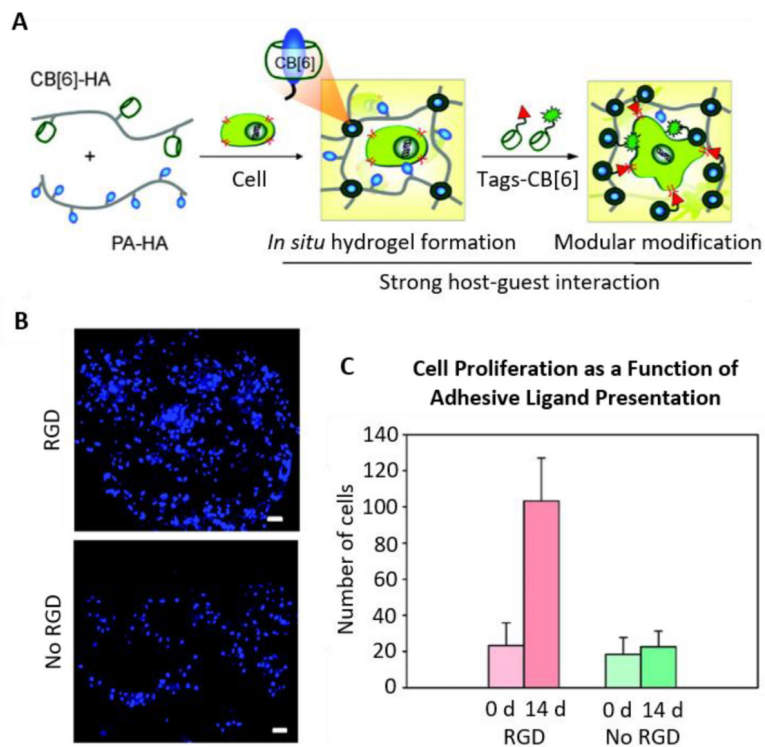 A
CB[6]-HA
+
PA-HA
Cell
CB[6]
In situ hydrogel formation
Tags-CB[6]
Modular modification
Strong host-guest interaction
B
RGD
No RGD
C
Cell Proliferation as a Function of
Adhesive Ligand Presentation
Number of cells
140
120
100
80
60
40
20
0
0 d 14 d 0 d 14 d
RGD No RGD